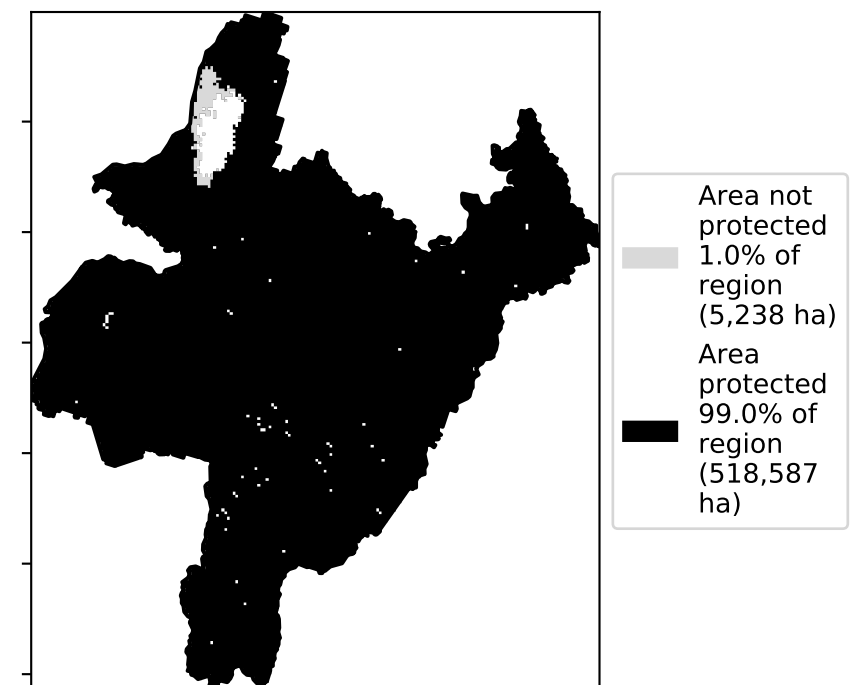 Area not
protected
1.0% of
region
(5,238 ha)
Area
protected
99.0% of
region
(518,587
ha)